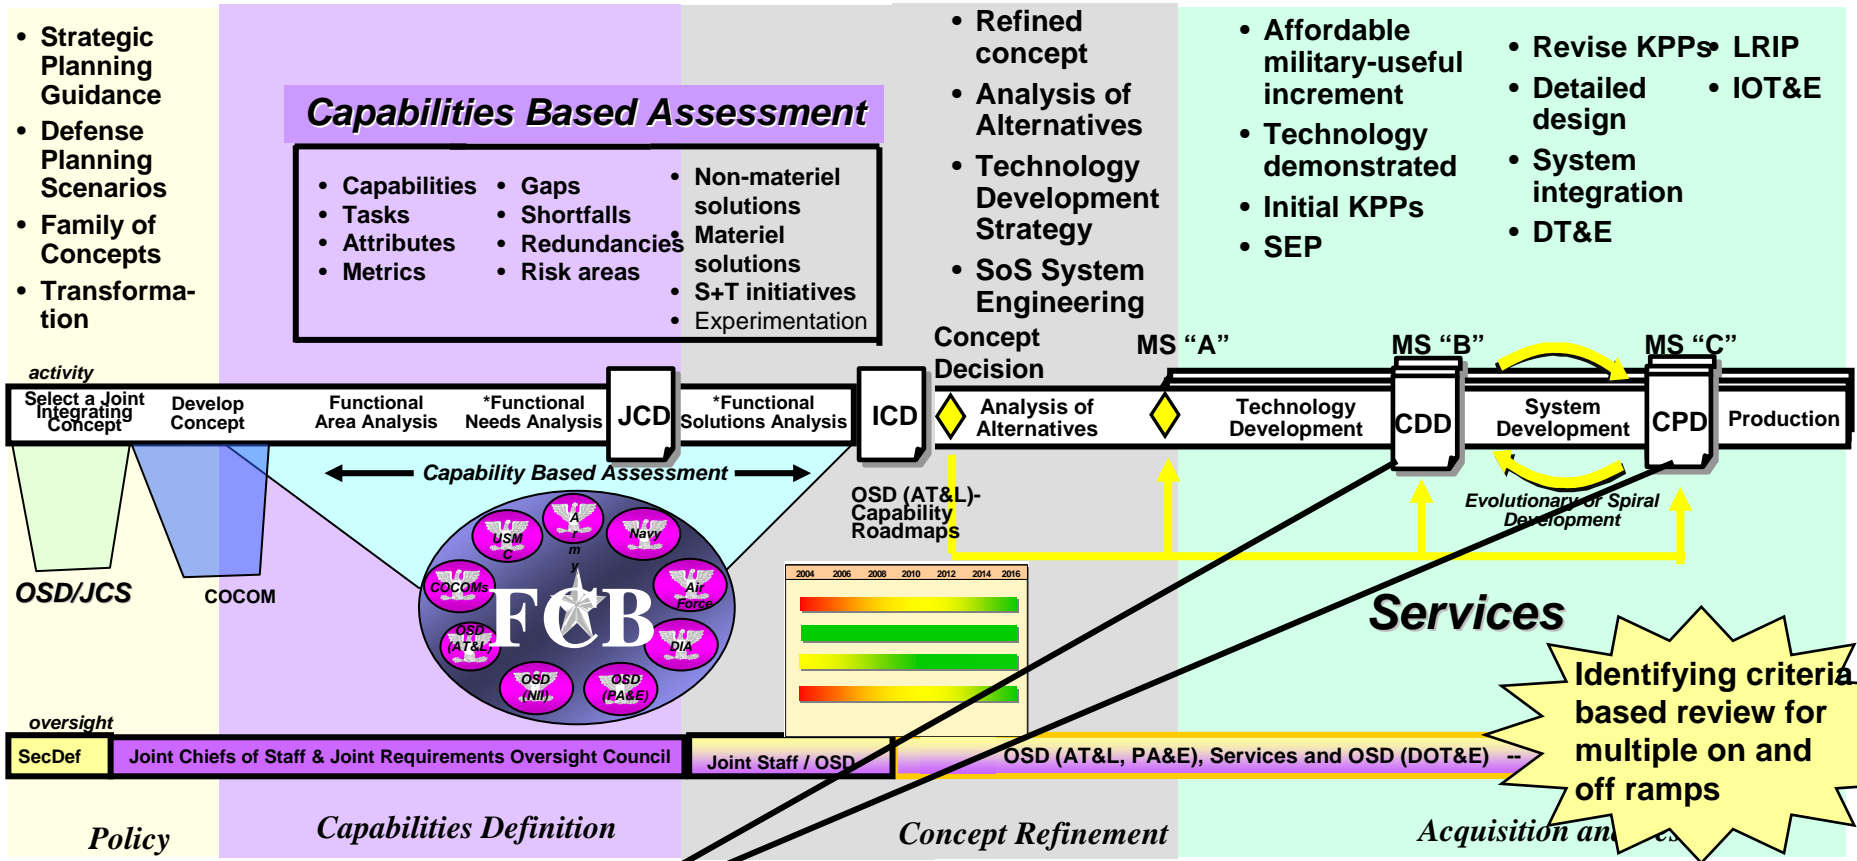 • Strategic
Planning
Guidance
• Defense
Planning
Scenarios
• Family of
Concepts
• Transforma-
tion
Capabilities Based Assessment
• Capabilities
• Tasks
• Attributes
• Metrics
• Gaps
• Shortfalls
• Redundancies
• Risk areas
• Non-materiel
solutions
• Materiel
solutions
• S+T initiatives
• Experimentation
• Refined
concept
• Analysis of
Alternatives
• Technology
Development
Strategy
• SoS System
Engineering
• Affordable
military-useful
increment
• Technology
demonstrated
• Initial KPPs
• SEP
• Revise KPPs
• Detailed
design
• System
integration
• DT&E
• LRIP
• IOT&E
Concept
Decision
MS “A”
MS “B”
MS “C”
activity
Select a Joint
Integrating
Concept
Develop
Concept
Functional
Area Analysis
*Functional
Needs Analysis
JCD
*Functional
Solutions Analysis
ICD
Analysis of
Alternatives
Technology
Development
CDD
System
Development
CPD
Production
Capability Based Assessment
OSD (AT&L)-
Capability
Roadmaps
Evolutionary or Spiral
Development
OSD/JCS
COCOM
USM
C
A
r
m
y
Navy
COCOMs
Air
Force
FCB
OSD
(AT&L)
DIA
OSD
(NII)
OSD
(PA&E)
2004 2006 2008 2010 2012 2014 2016
Services
Identifying criteria
based review for
multiple on and
off ramps
oversight
SecDef
Joint Chiefs of Staff & Joint Requirements Oversight Council
Joint Staff / OSD
OSD (AT&L, PA&E), Services and OSD (DOT&E) --
Policy
Capabilities Definition
Concept Refinement
Acquisition an